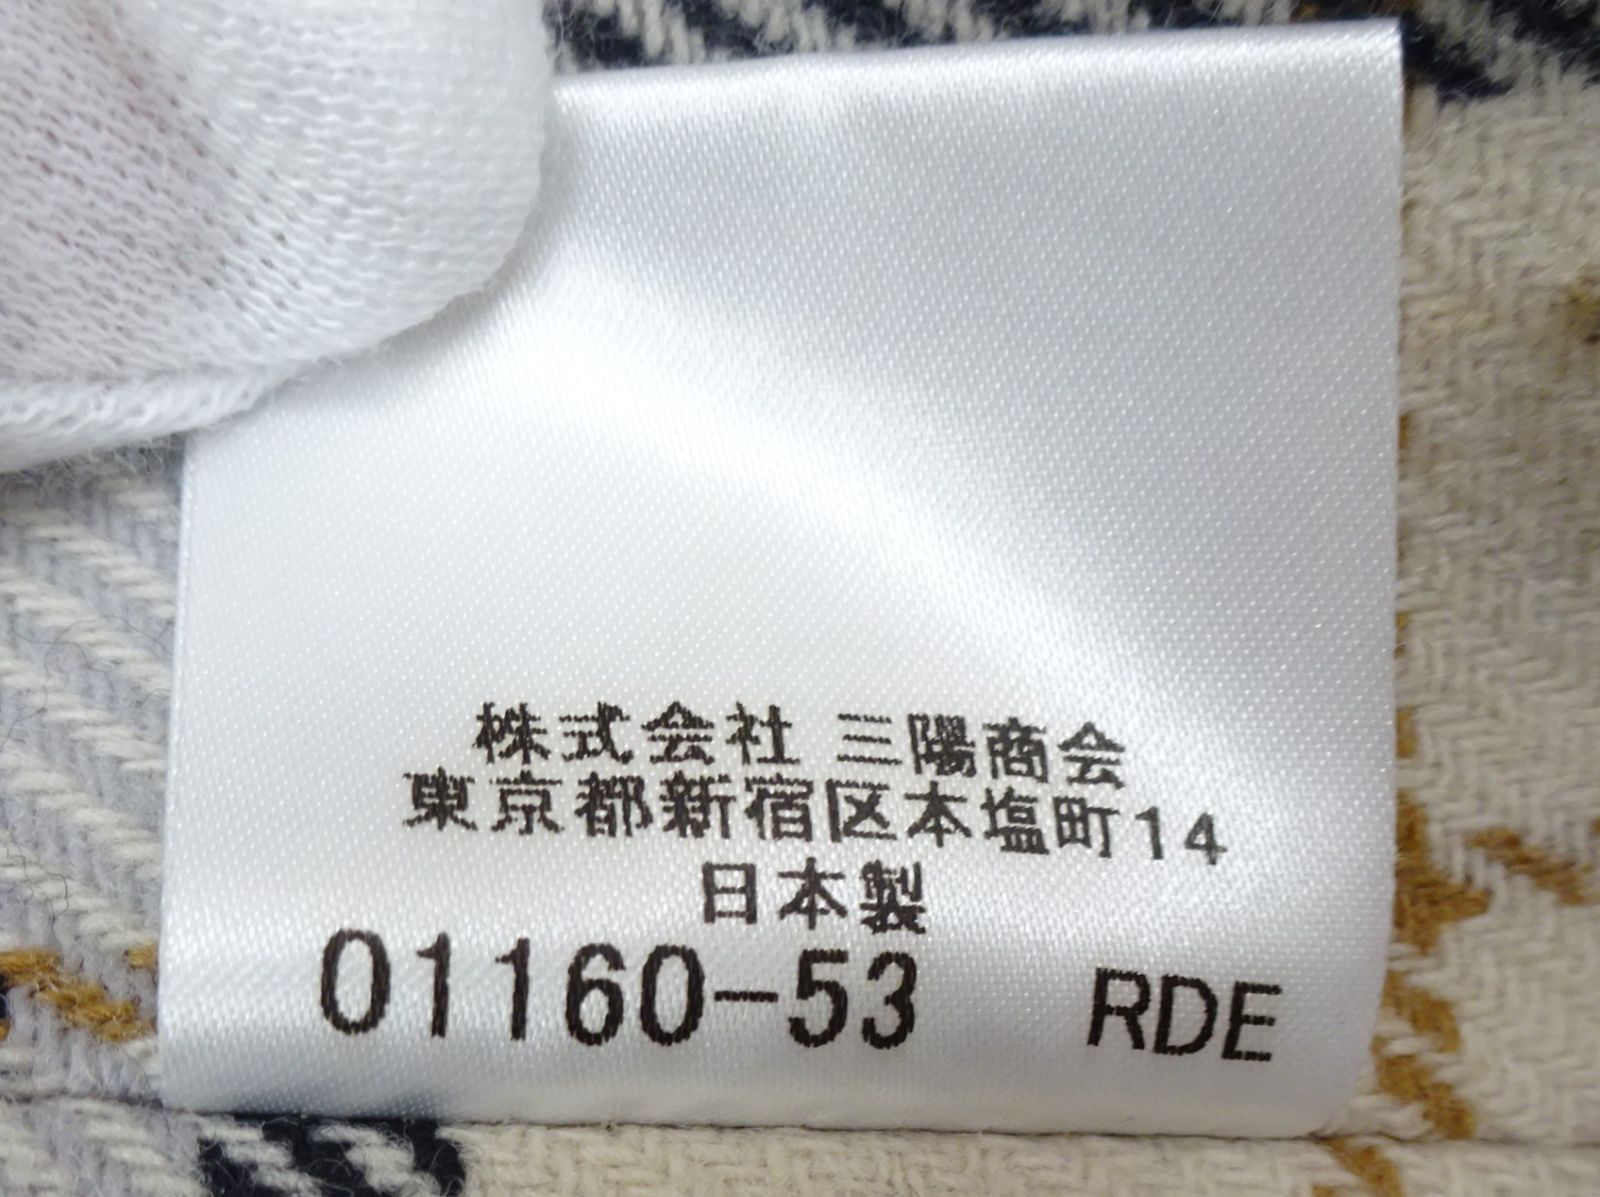 株式会社 三陽商会
東京都新宿区本塩町14
日本製
01160-53 RDE